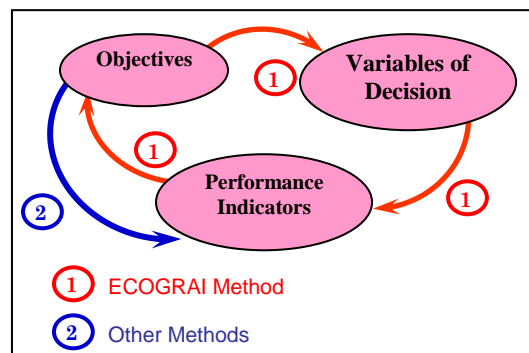 Objectives
Variables of
Decision
1
1
Performance
Indicators
1
2
1 ECOGRAI Method
2 Other Methods